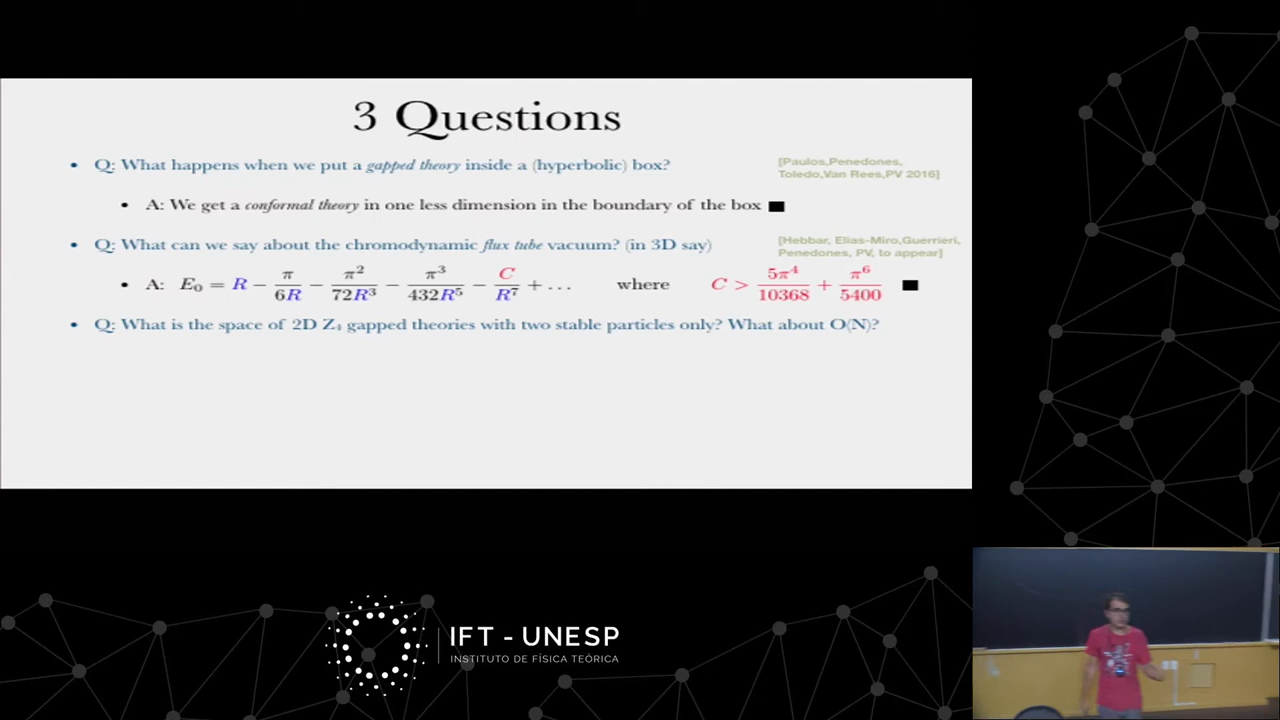 3 Questions
• Q: What happens when we put a gapped theory inside a (hyperbolic) box?
[Paulos,Penedones,
Toledo,Van Rees,PV 2016]
• A: We get a conformal theory in one less dimension in the boundary of the box ■
• Q: What can we say about the chromodynamic flux tube vacuum? (in 3D say)
[Hebbar, Elias-Miro,Guerrieri,
Penedones, PV, to appear]
• A: E₀ = R − π/6R − π²/72R³ − π³/432R⁵ − C/R⁷ + … where C > 5π⁴/10368 + π⁶/5400 ■
• Q: What is the space of 2D Z₄ gapped theories with two stable particles only? What about O(N)?
IFT - UNESP
INSTITUTO DE FÍSICA TEÓRICA